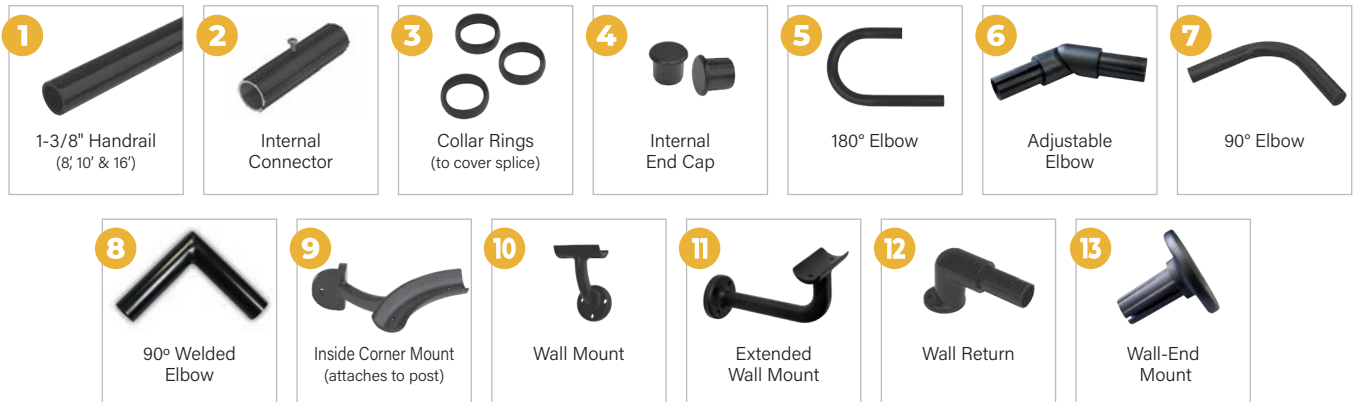 1
1-3/8" Handrail
(8', 10' & 16')
2
Internal
Connector
3
Collar Rings
(to cover splice)
4
Internal
End Cap
5
180° Elbow
6
Adjustable
Elbow
7
90° Elbow
8
90º Welded
Elbow
9
Inside Corner Mount
(attaches to post)
10
Wall Mount
11
Extended
Wall Mount
12
Wall Return
13
Wall-End
Mount